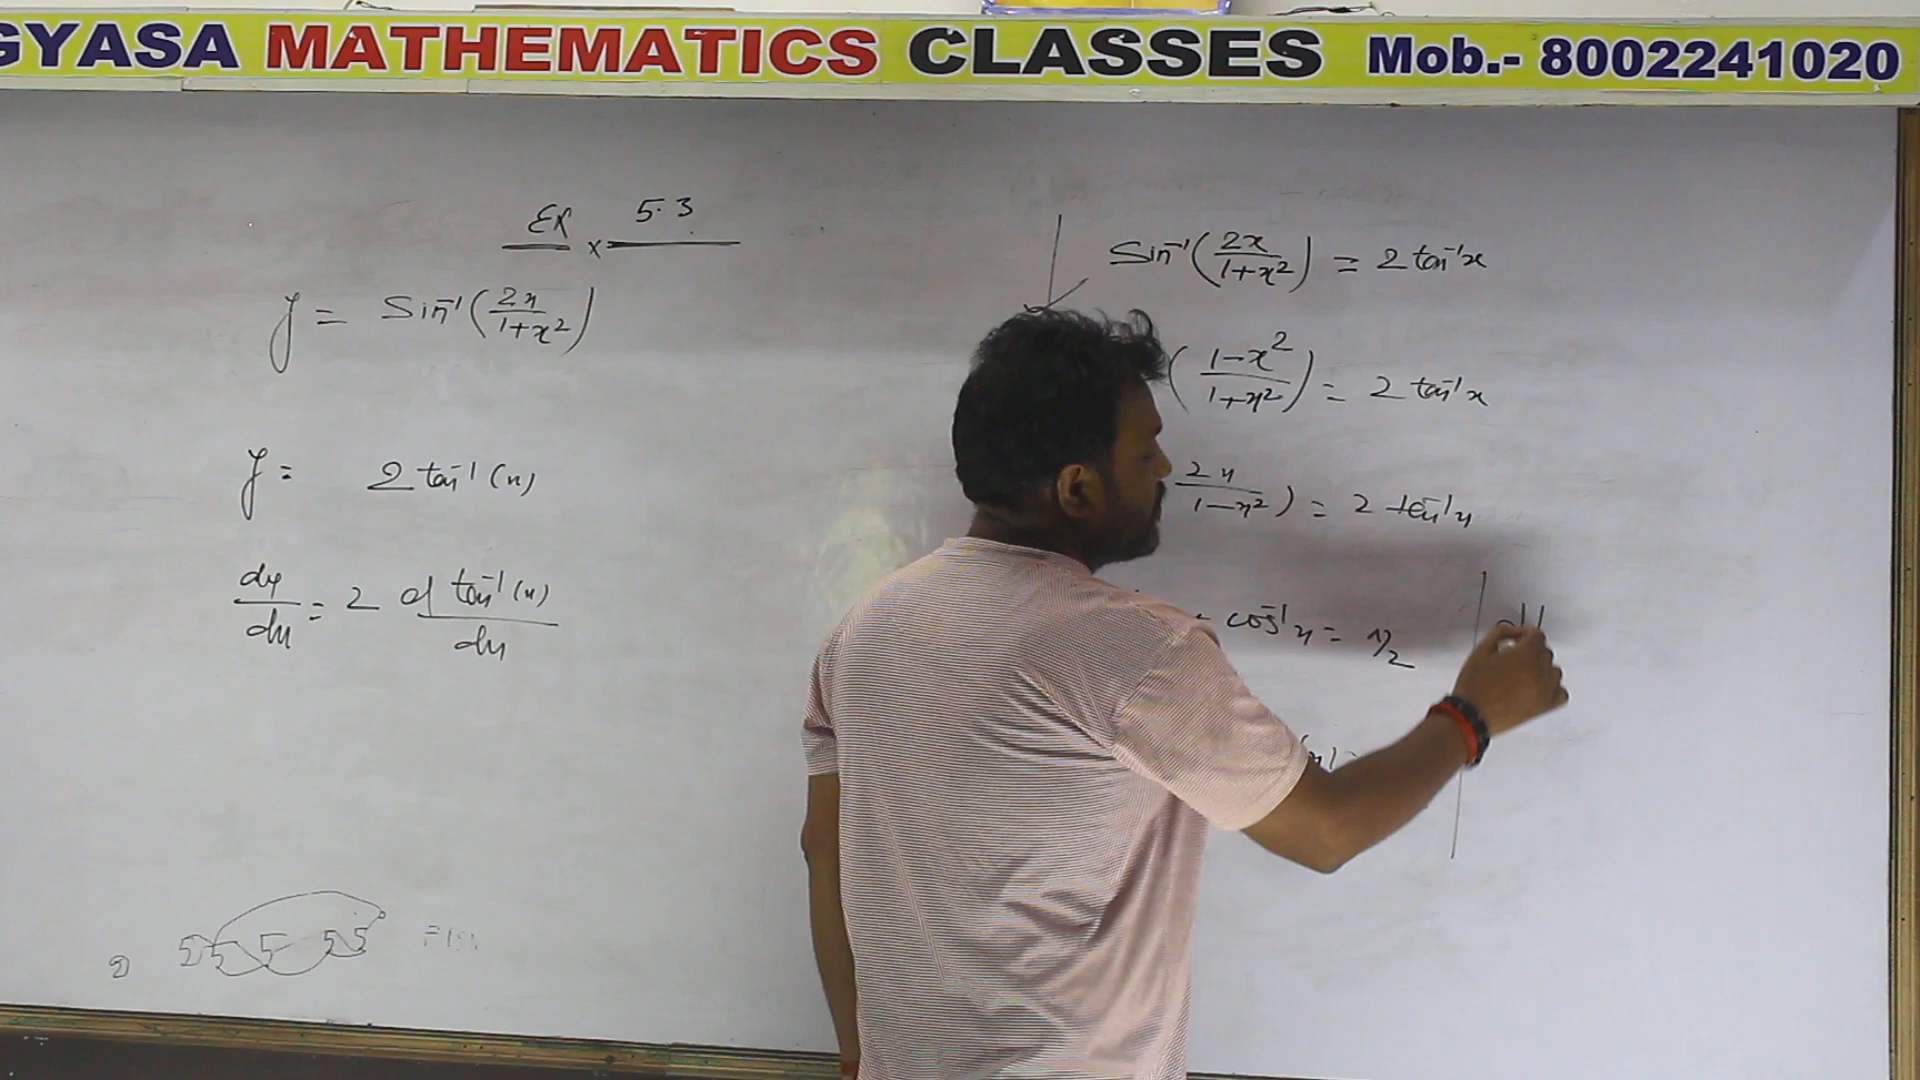 GYASA MATHEMATICS CLASSES Mob.- 8002241020
Ex 5.3
y = Sin⁻¹(2x/1+x²)
y = 2 tan⁻¹(x)
dy/dx = 2 d tan⁻¹(x)/dx
Sin⁻¹(2x/1+x²) = 2 tan⁻¹x
(1-x²/1+x²) = 2 tan⁻¹x
2x/1-x²) = 2 tan⁻¹x
cos⁻¹x = π/2